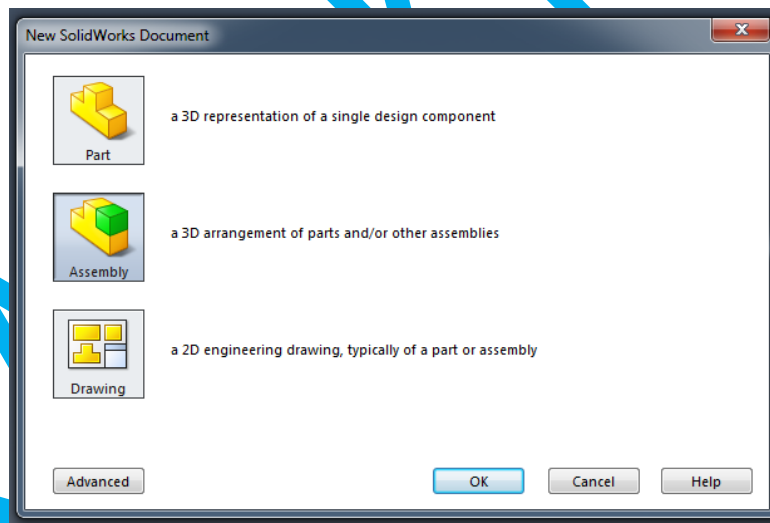 New SolidWorks Document
Part
a 3D representation of a single design component
Assembly
a 3D arrangement of parts and/or other assemblies
Drawing
a 2D engineering drawing, typically of a part or assembly
Advanced
OK
Cancel
Help